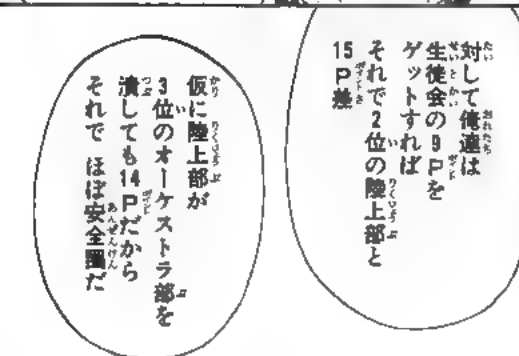 対して俺達は
生徒会の9Pを
ゲットすれば
それで2位の陸上部と
15P差
仮に陸上部が
3位のオーケストラ部を
潰しても14Pだから
それで ほぼ安全圏だ